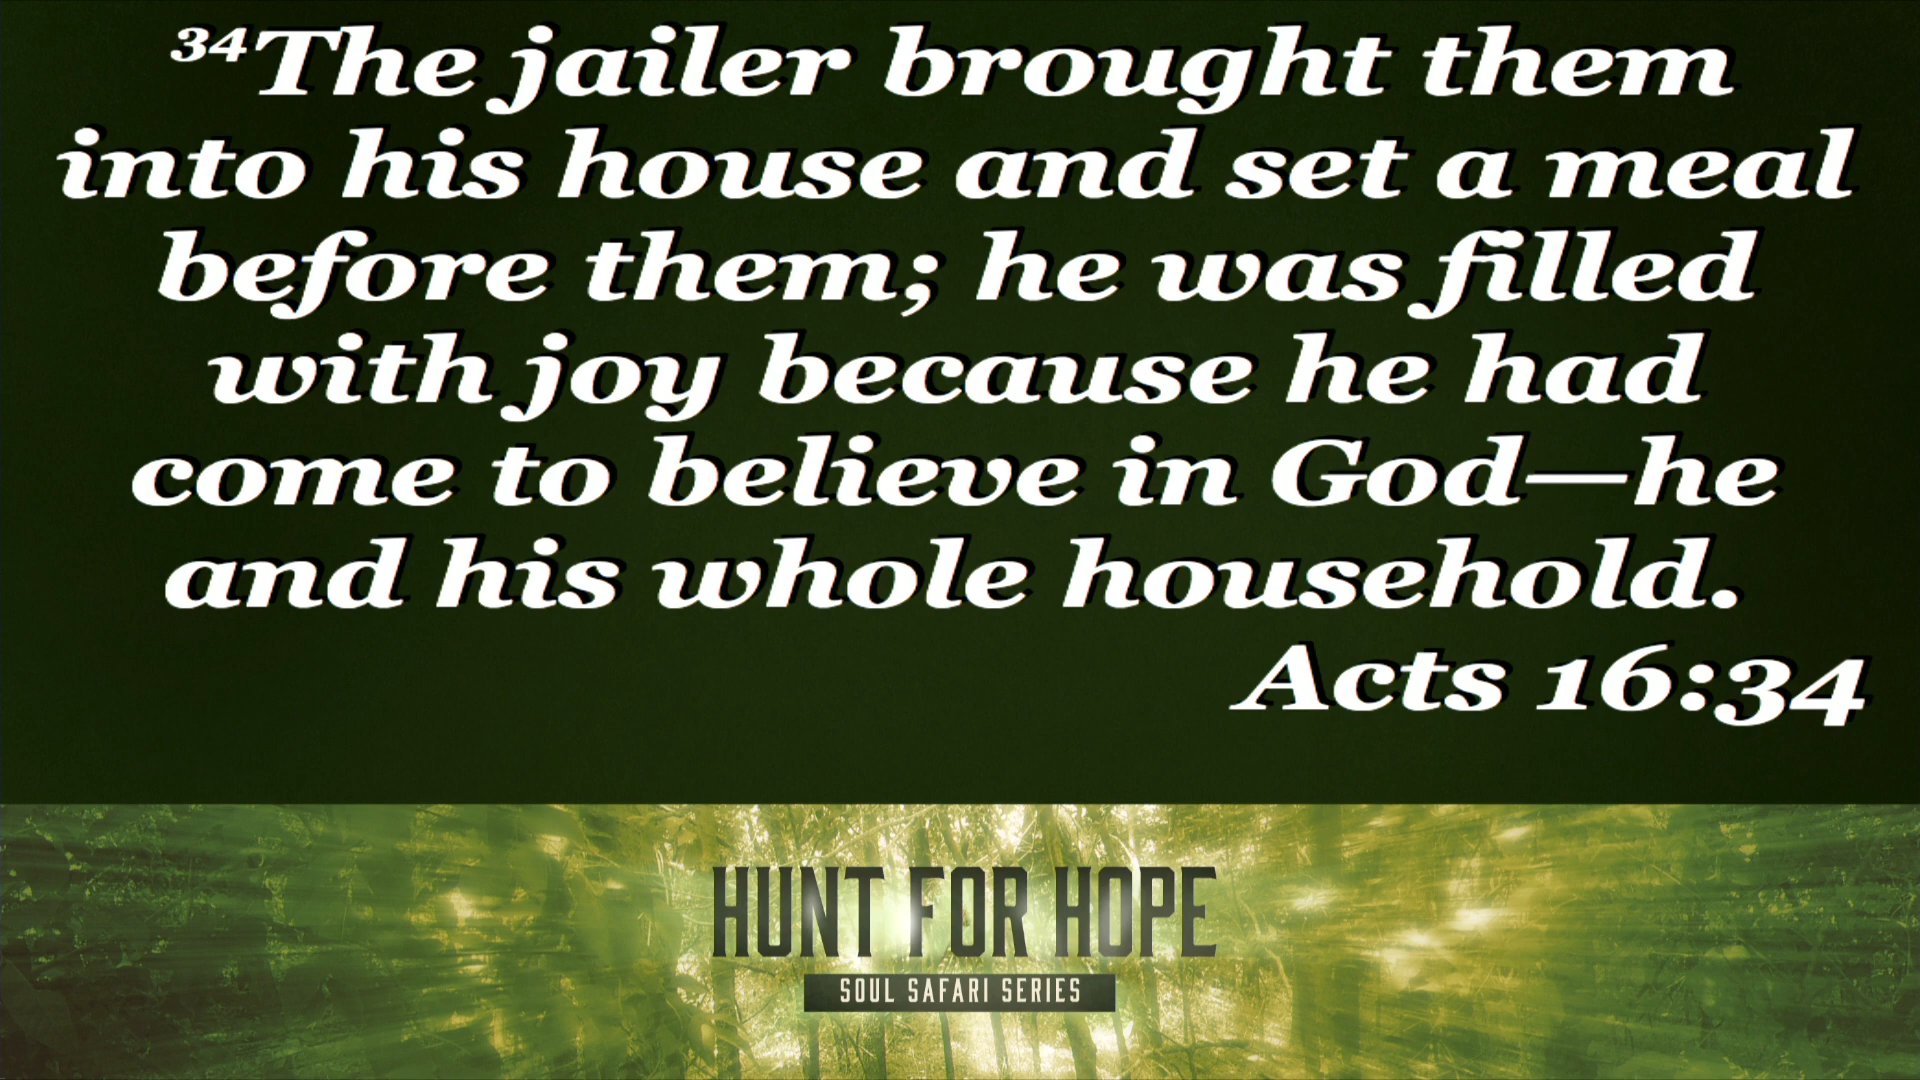 ³⁴The jailer brought them
into his house and set a meal
before them; he was filled
with joy because he had
come to believe in God—he
and his whole household.
Acts 16:34
HUNT FOR HOPE
SOUL SAFARI SERIES